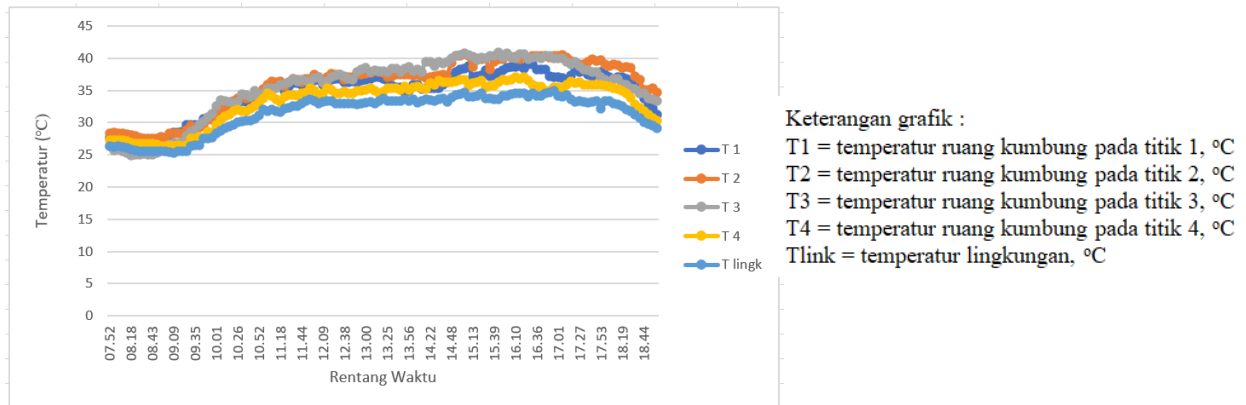 45
40
35
30
25
20
15
10
5
0
Temperatur (°C)
07.52
08.18
08.43
09.09
09.35
10.01
10.26
10.52
11.18
11.44
12.09
12.38
13.00
13.25
13.56
14.22
14.48
15.13
15.39
16.10
16.36
17.01
17.27
17.53
18.19
18.44
Rentang Waktu
T 1
T 2
T 3
T 4
T lingk
Keterangan grafik :
T1 = temperatur ruang kumbung pada titik 1, °C
T2 = temperatur ruang kumbung pada titik 2, °C
T3 = temperatur ruang kumbung pada titik 3, °C
T4 = temperatur ruang kumbung pada titik 4, °C
Tlink = temperatur lingkungan, °C